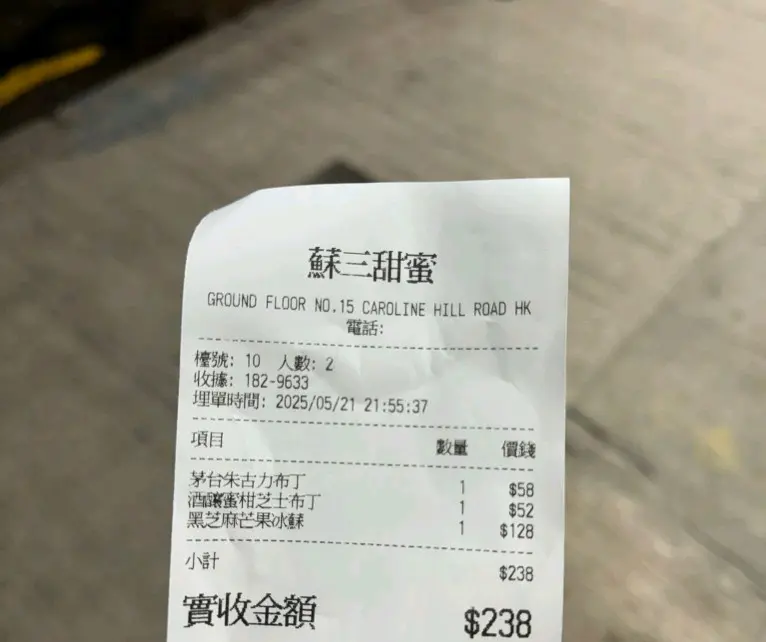 蘇三甜蜜
GROUND FLOOR NO.15 CAROLINE HILL ROAD HK
電話:
檯號: 10 人數: 2
收據: 182-9633
埋單時間: 2025/05/21 21:55:37
項目 數量 價錢
茅台朱古力布丁 1 $58
酒釀蜜柑芝士布丁 1 $52
黑芝麻芒果冰蘇 1 $128
小計 $238
實收金額 $238